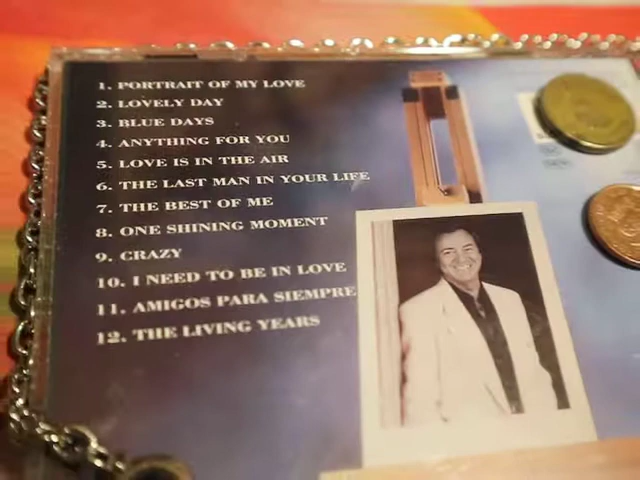 1. PORTRAIT OF MY LOVE
2. LOVELY DAY
3. BLUE DAYS
4. ANYTHING FOR YOU
5. LOVE IS IN THE AIR
6. THE LAST MAN IN YOUR LIFE
7. THE BEST OF ME
8. ONE SHINING MOMENT
9. CRAZY
10. I NEED TO BE IN LOVE
11. AMIGOS PARA SIEMPRE
12. THE LIVING YEARS